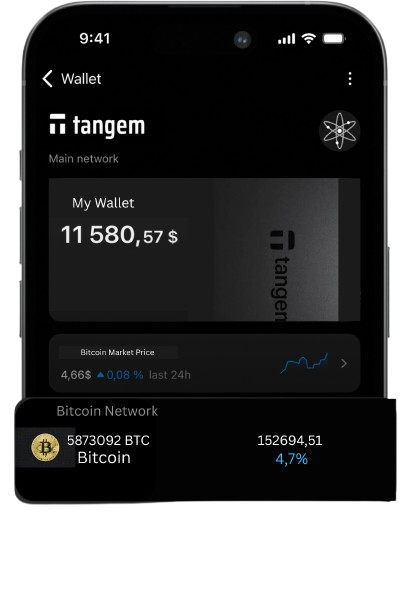 9:41
Wallet
tangem
Main network
My Wallet
11 580,57 $
tangem
Bitcoin Market Price
4,66$ ▲0,08 % last 24h
Bitcoin Network
5873092 BTC 152694,51
Bitcoin 4,7%